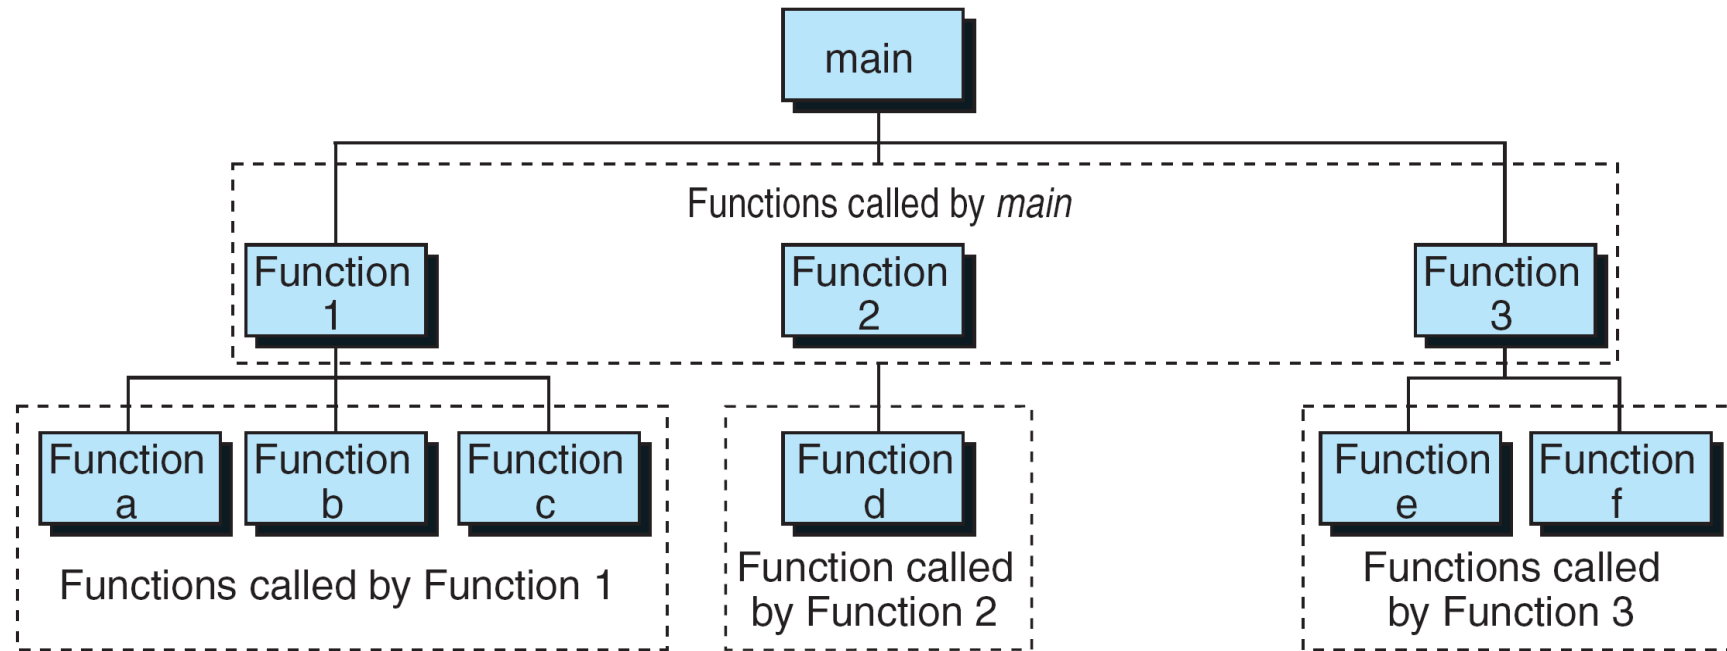 main
Functions called by main
Function
1
Function
2
Function
3
Function
a
Function
b
Function
c
Function
d
Function
e
Function
f
Functions called by Function 1
Function called
by Function 2
Functions called
by Function 3